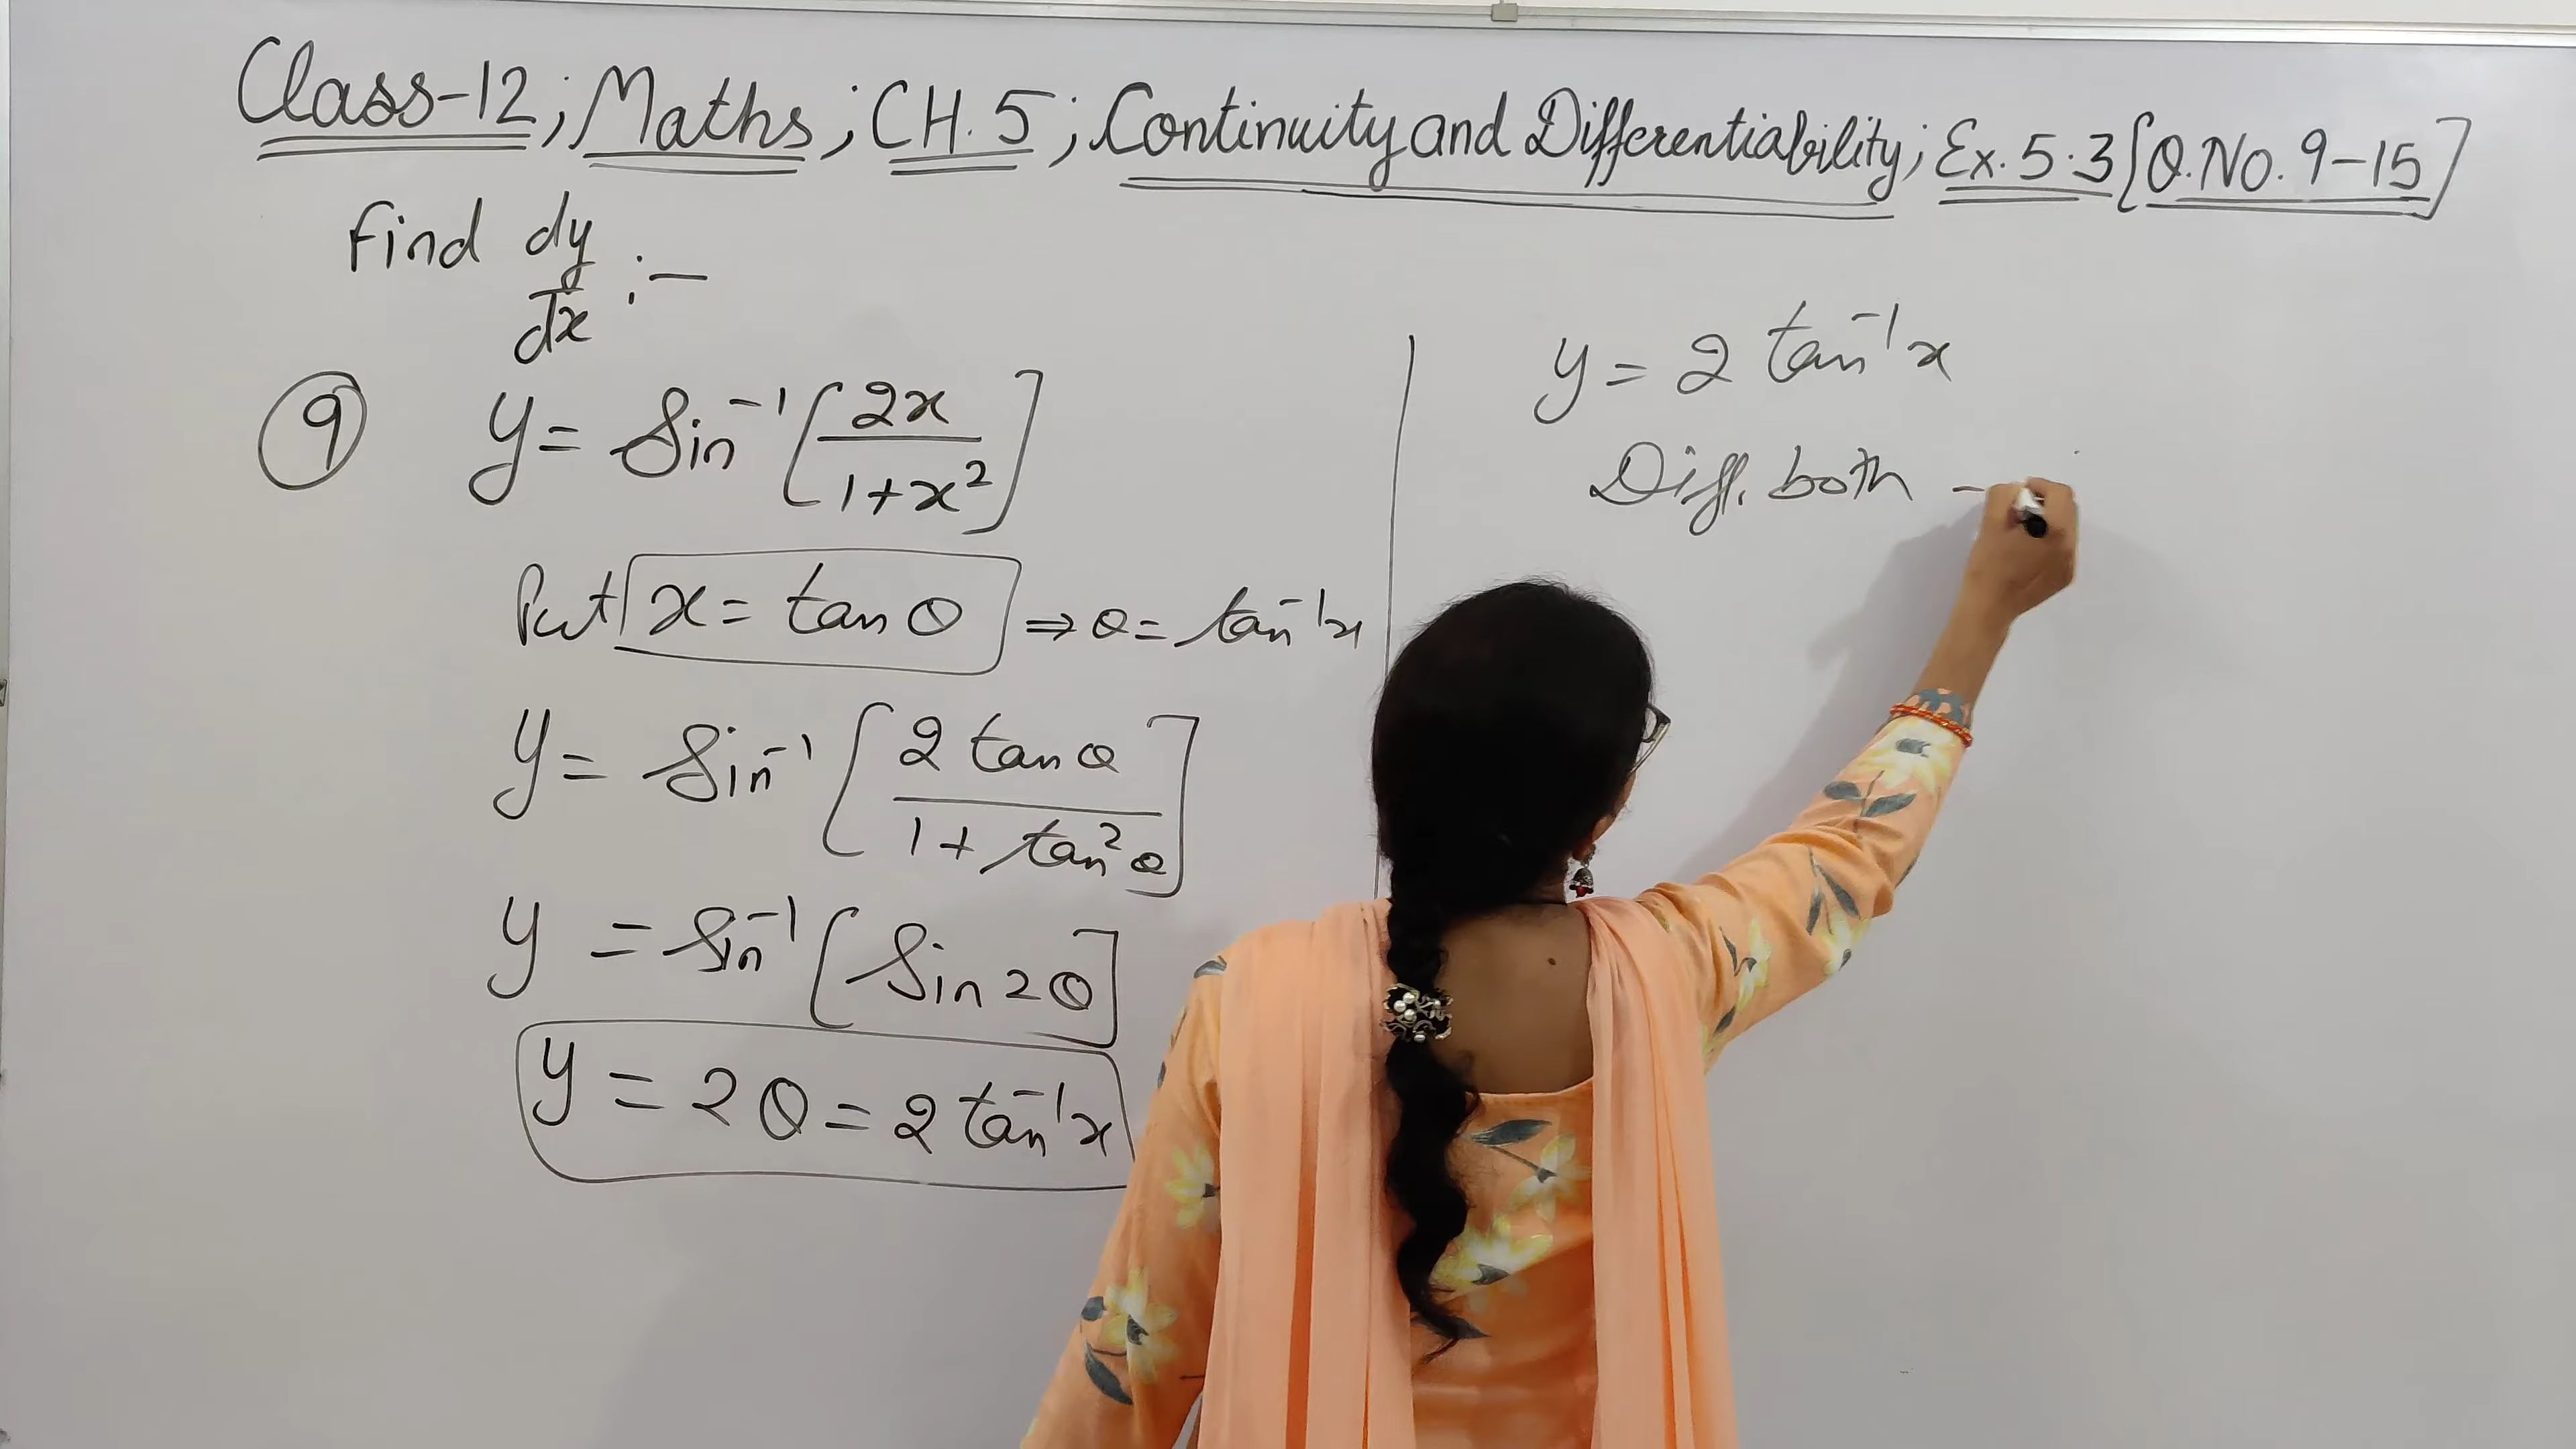 Class-12; Maths; CH. 5; Continuity and Differentiability; Ex. 5.3 [Q.No. 9-15]
Find dy/dx :-
9 y = Sin⁻¹[2x/1+x²]
Put x = tan θ ⇒ θ = tan⁻¹x
y = Sin⁻¹[2 tan θ/1 + tan²θ]
y = Sin⁻¹[Sin 2θ]
y = 2θ = 2 tan⁻¹x
y = 2 tan⁻¹x
Diff. both